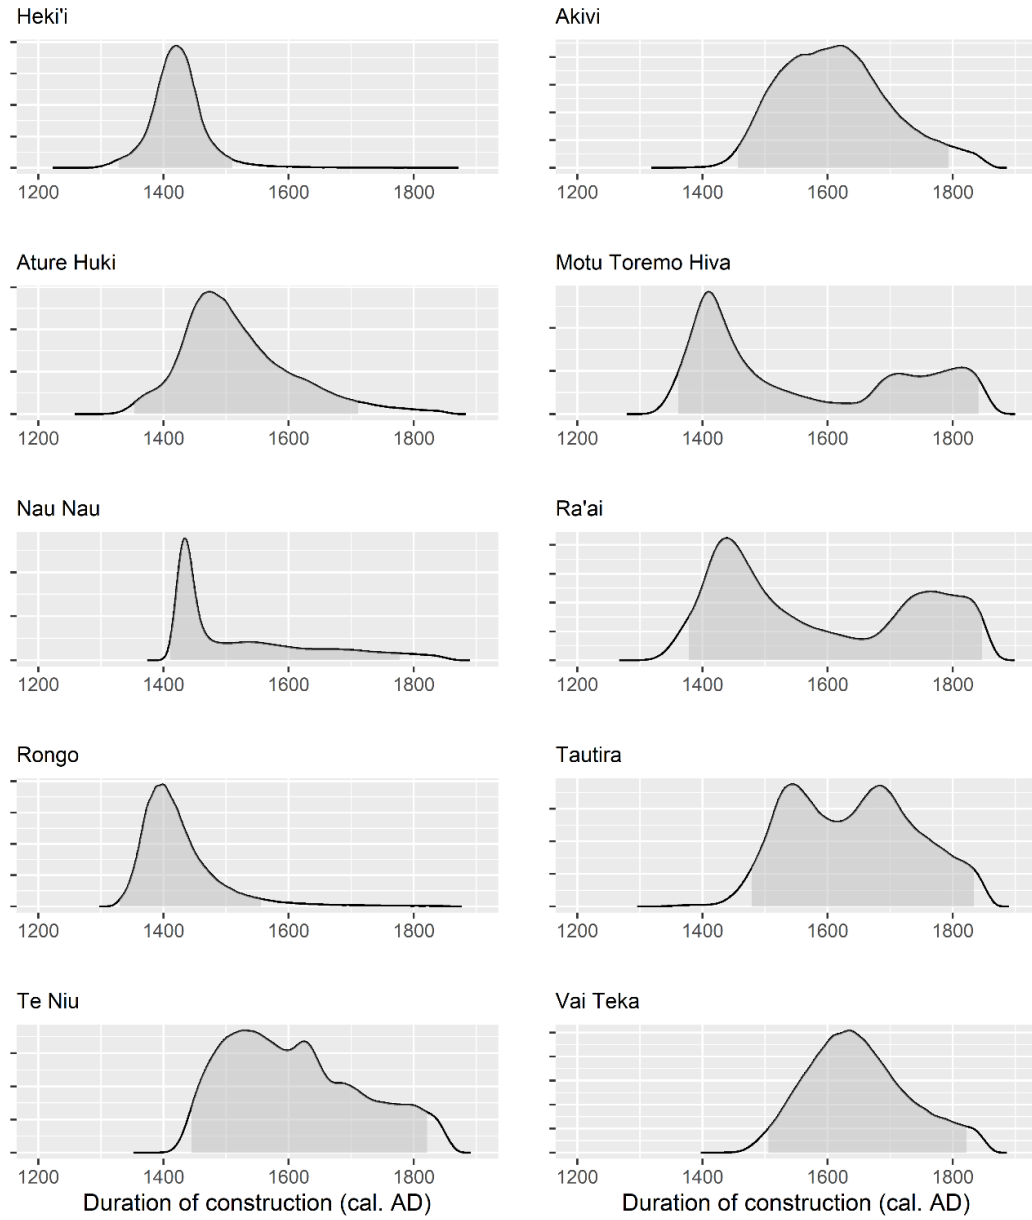 Heki'i
Akivi
1200 1400 1600 1800
1200 1400 1600 1800
Ature Huki
Motu Toremo Hiva
1200 1400 1600 1800
1200 1400 1600 1800
Nau Nau
Ra'ai
1200 1400 1600 1800
1200 1400 1600 1800
Rongo
Tautira
1200 1400 1600 1800
1200 1400 1600 1800
Te Niu
Vai Teka
1200 1400 1600 1800
1200 1400 1600 1800
Duration of construction (cal. AD)
Duration of construction (cal. AD)